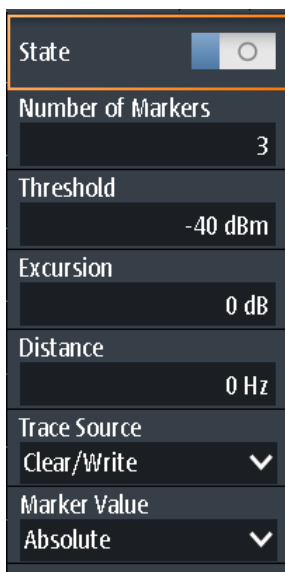 State
Number of Markers
3
Threshold
-40 dBm
Excursion
0 dB
Distance
0 Hz
Trace Source
Clear/Write
Marker Value
Absolute